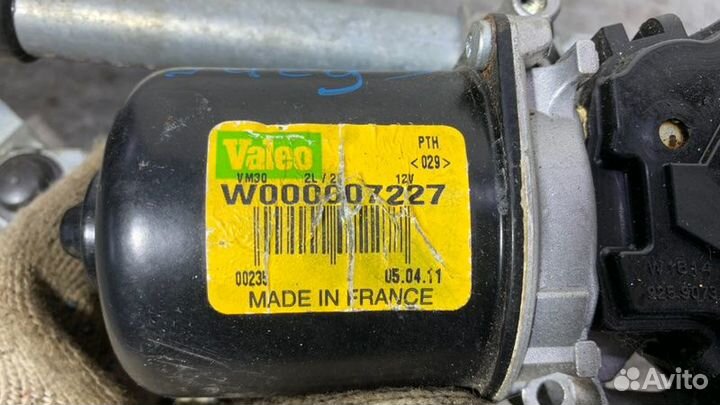 Valeo
PTH
<029>
VM30 2L / 2 12V
W000007227
00235 05.04.11
MADE IN FRANCE
Avito